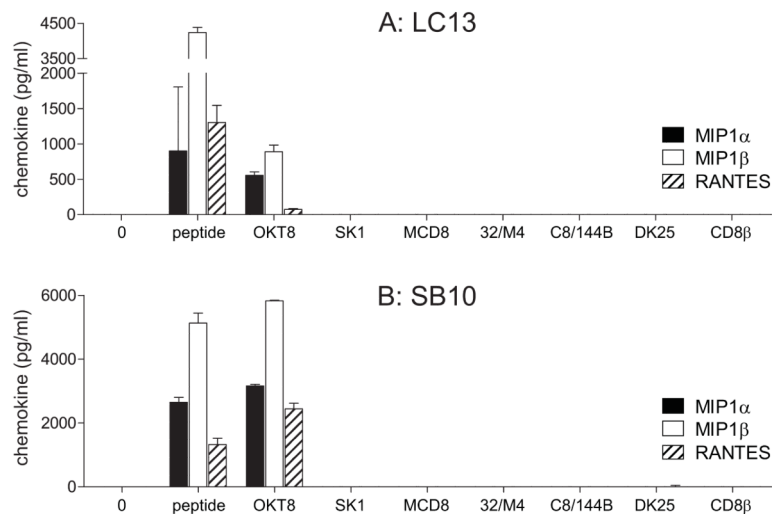 A: LC13
chemokine (pg/ml)
4500
3500
2000
1500
1000
500
0
MIP1α
MIP1β
RANTES
0 peptide OKT8 SK1 MCD8 32/M4 C8/144B DK25 CD8β
B: SB10
chemokine (pg/ml)
6000
4000
2000
0
MIP1α
MIP1β
RANTES
0 peptide OKT8 SK1 MCD8 32/M4 C8/144B DK25 CD8β